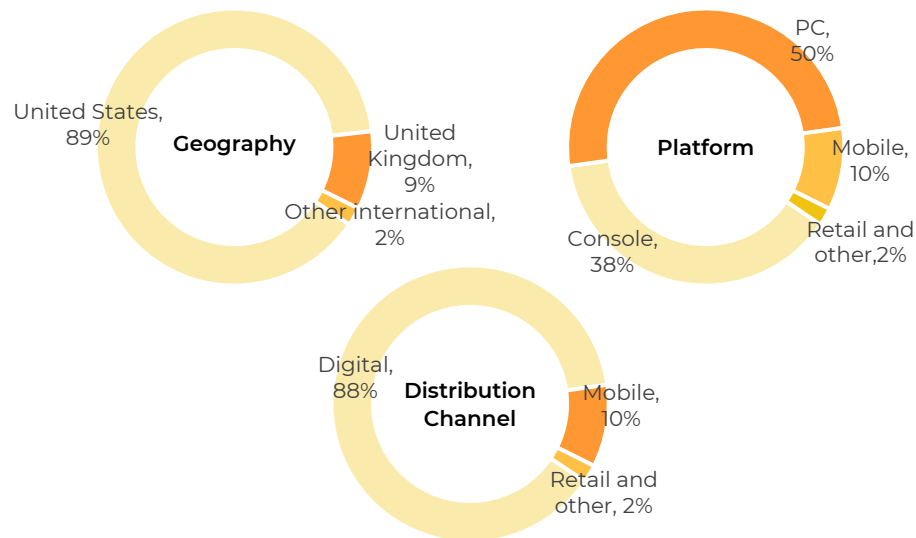 Geography
United States,
89%
United
Kingdom,
9%
Other international,
2%
Platform
PC,
50%
Mobile,
10%
Retail and
other,2%
Console,
38%
Distribution
Channel
Digital,
88%
Mobile,
10%
Retail and
other, 2%